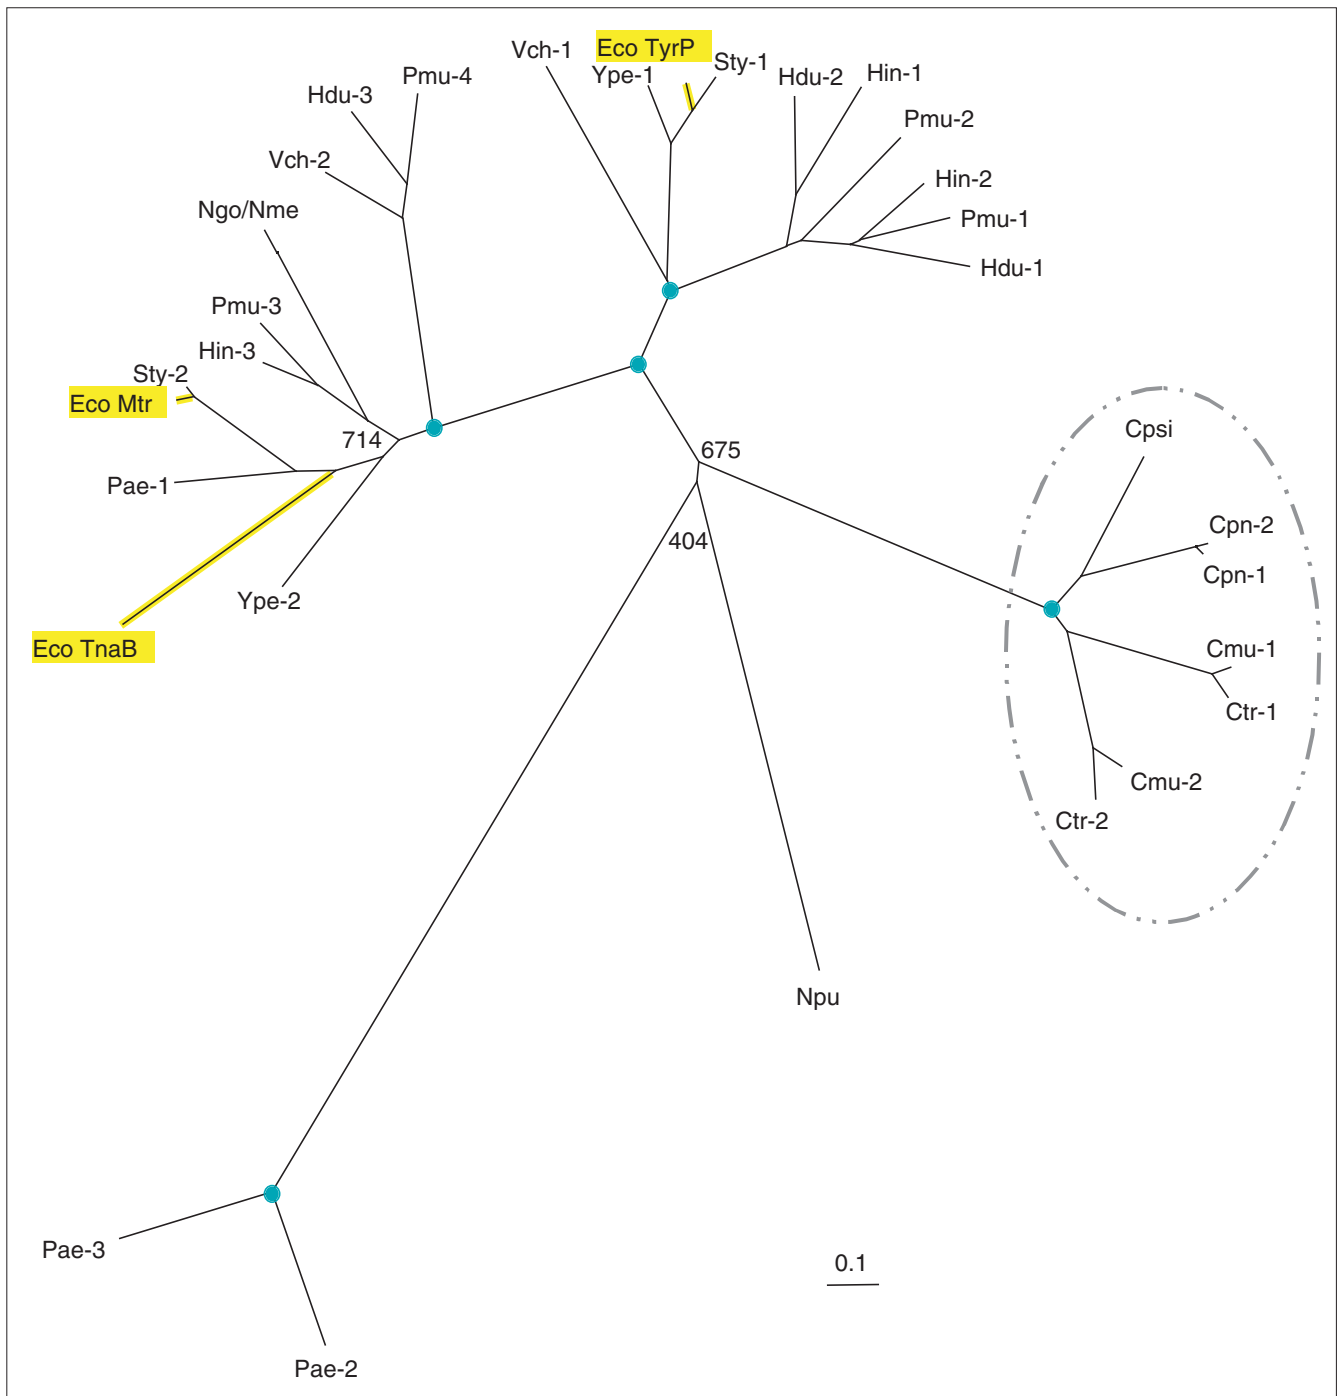 Vch-1
Eco TyrP
Sty-1
Ype-1
Hdu-2
Hin-1
Pmu-4
Hdu-3
Pmu-2
Vch-2
Hin-2
Ngo/Nme
Pmu-1
Hdu-1
Pmu-3
Hin-3
Sty-2
Eco Mtr
714
675
Cpsi
Pae-1
Cpn-2
404
Cpn-1
Ype-2
Eco TnaB
Cmu-1
Ctr-1
Cmu-2
Ctr-2
Npu
Pae-3
0.1
Pae-2